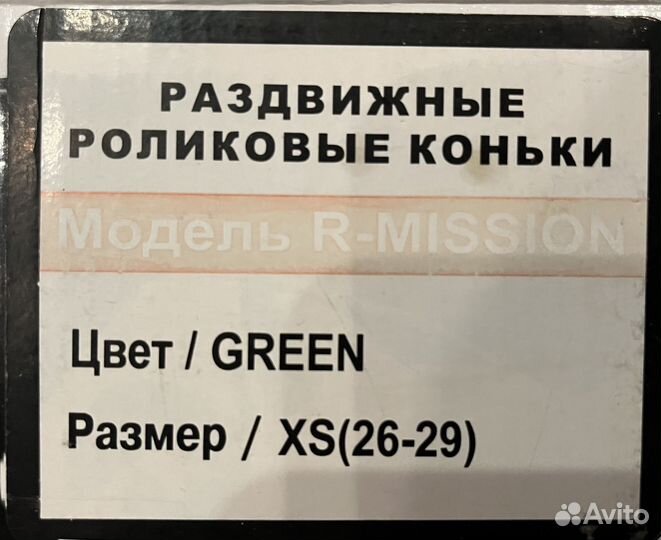 РАЗДВИЖНЫЕ
РОЛИКОВЫЕ КОНЬКИ
Модель R-MISSION
Цвет / GREEN
Размер / XS(26-29)
Avito